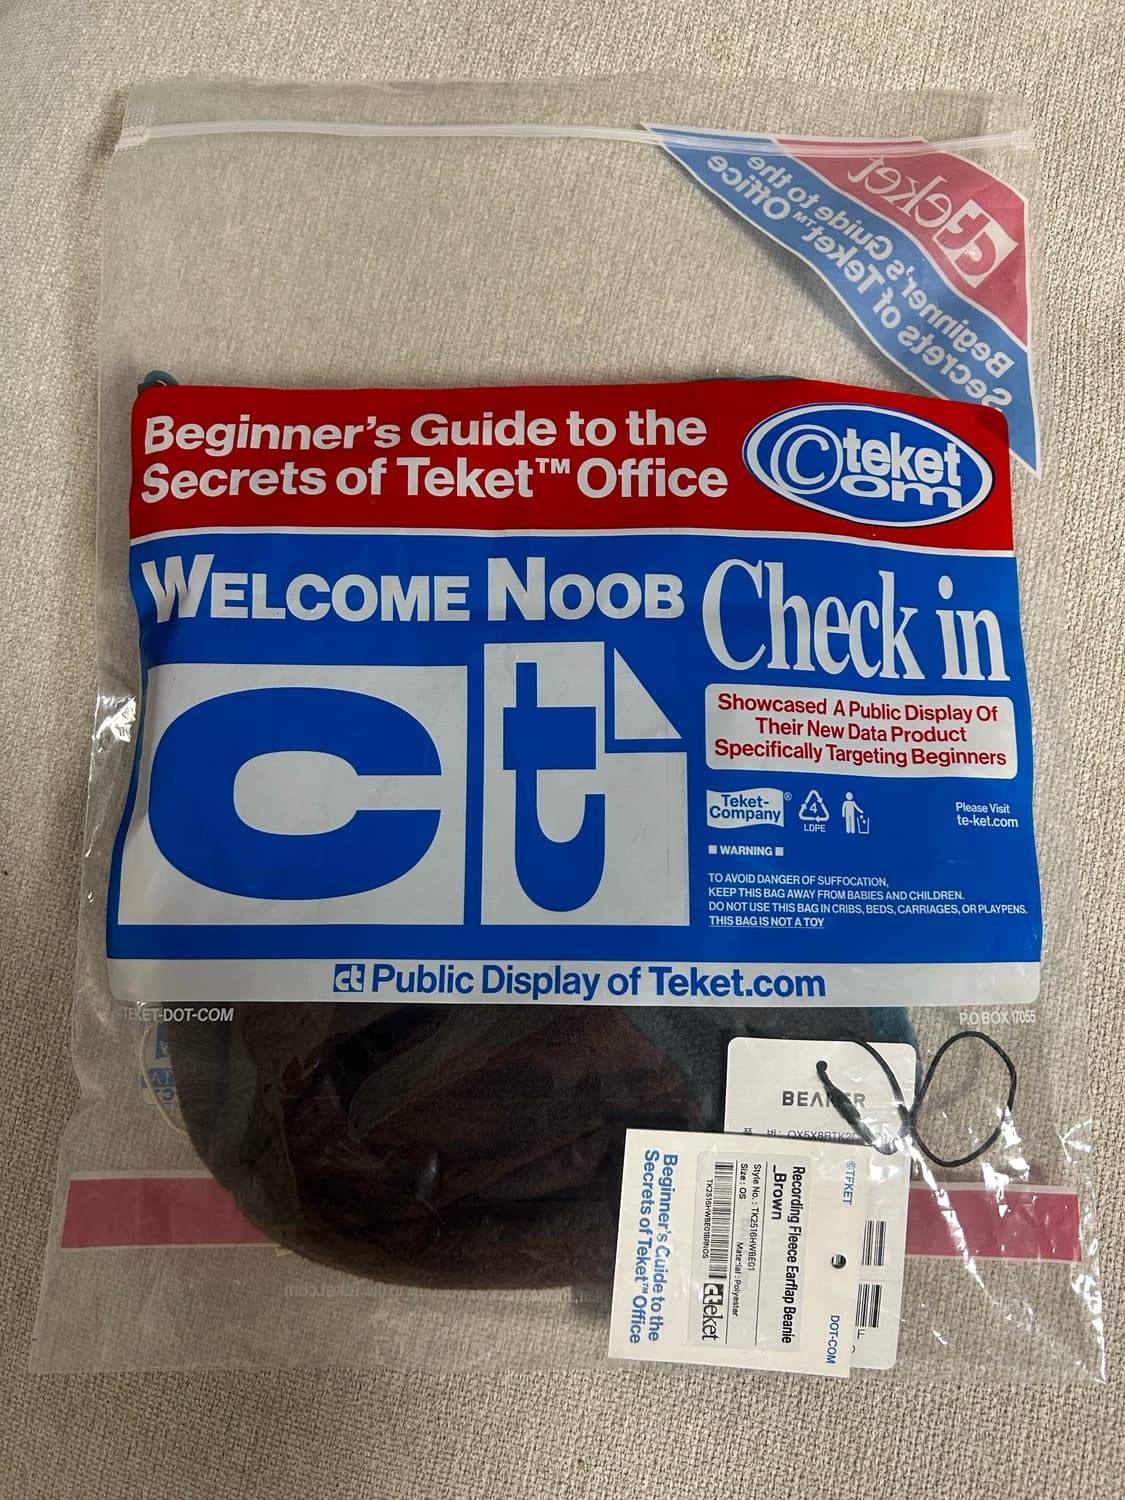 teket
Beginner's Guide to the
Secrets of Teket™ Office
Beginner's Guide to the
Secrets of Teket™ Office
©teket
om
WELCOME NOOB
Check in
ct
Showcased A Public Display Of
Their New Data Product
Specifically Targeting Beginners
Teket-
Company®
4
LDPE
Please Visit
te-ket.com
WARNING
TO AVOID DANGER OF SUFFOCATION,
KEEP THIS BAG AWAY FROM BABIES AND CHILDREN.
DO NOT USE THIS BAG IN CRIBS, BEDS, CARRIAGES, OR PLAYPENS.
THIS BAG IS NOT A TOY
ct Public Display of Teket.com
TEKET-DOT-COM
P.O BOX 17055
BEAKER
©TEKET
DOT-COM
Recording Fleece Earflap Beanie
_Brown
Style No. : TK2516HWBE01
Size : OS
Material : Polyester
TK2516HWBE01BRNOS
cteket
Beginner's Guide to the
Secrets of Teket™ Office